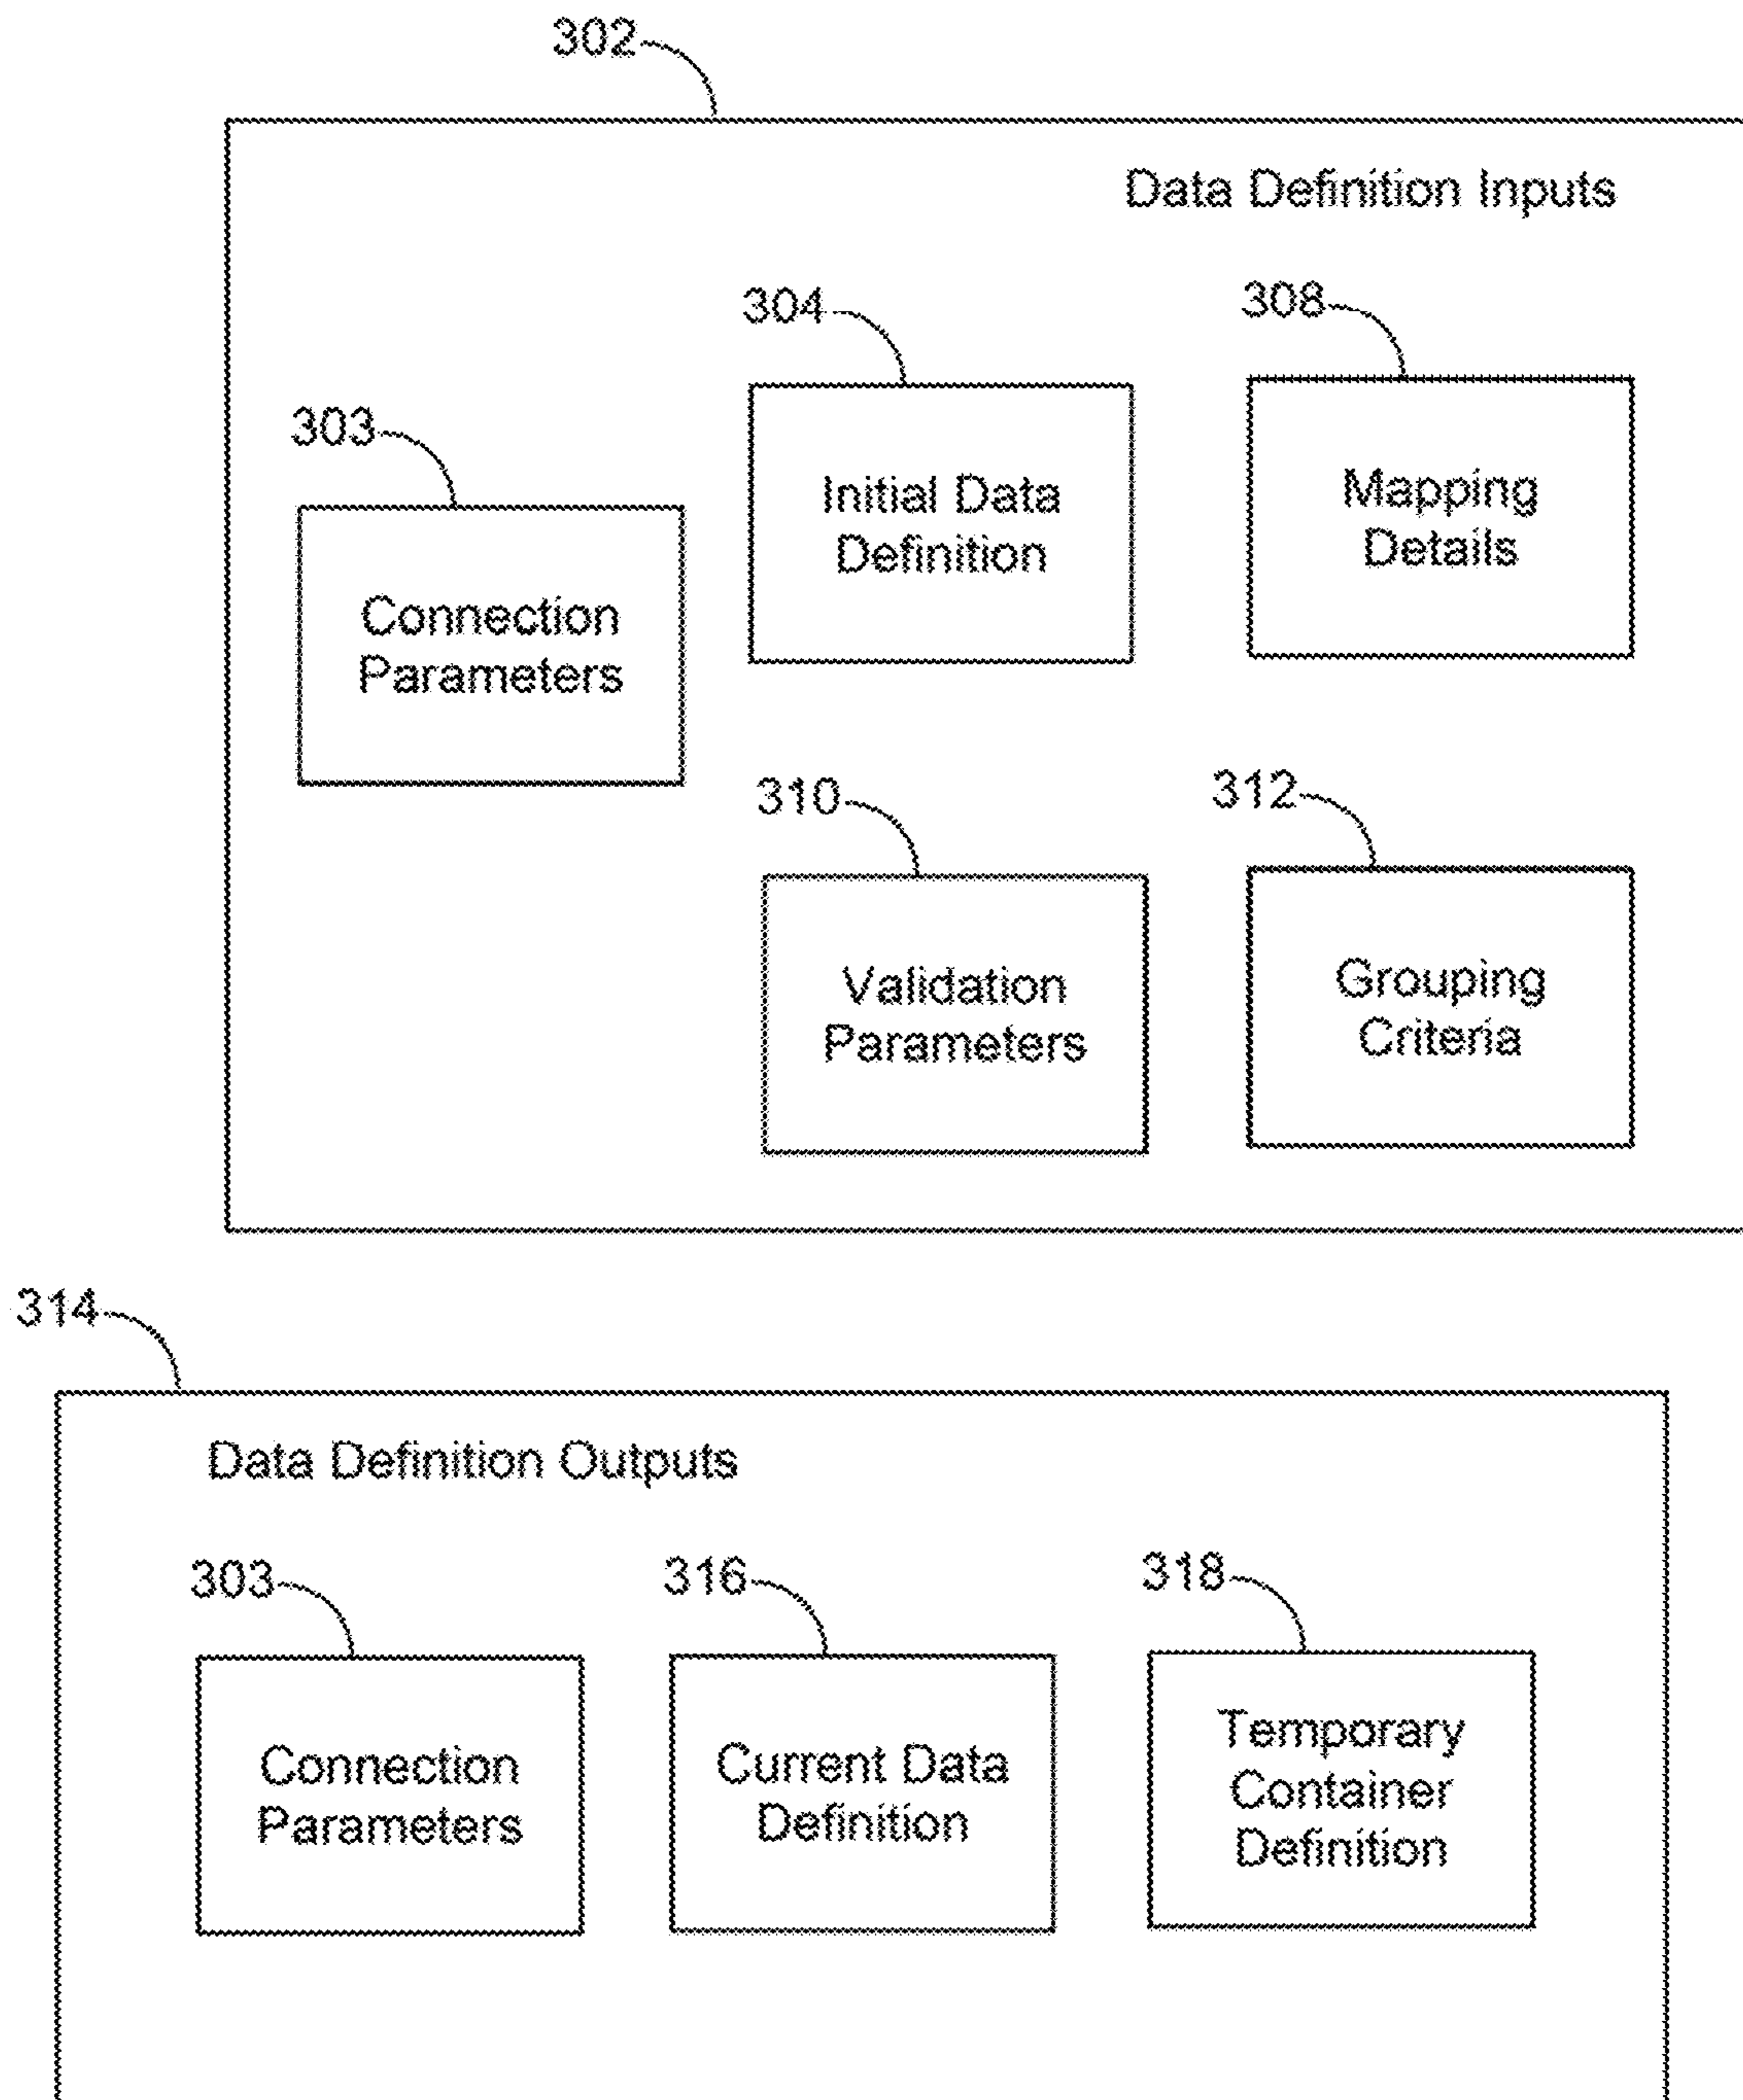 302
Data Definition Inputs
304
308
303
Initial Data
Definition
Mapping
Details
Connection
Parameters
310
312
Validation
Parameters
Grouping
Criteria
314
Data Definition Outputs
303
316
318
Connection
Parameters
Current Data
Definition
Temporary
Container
Definition